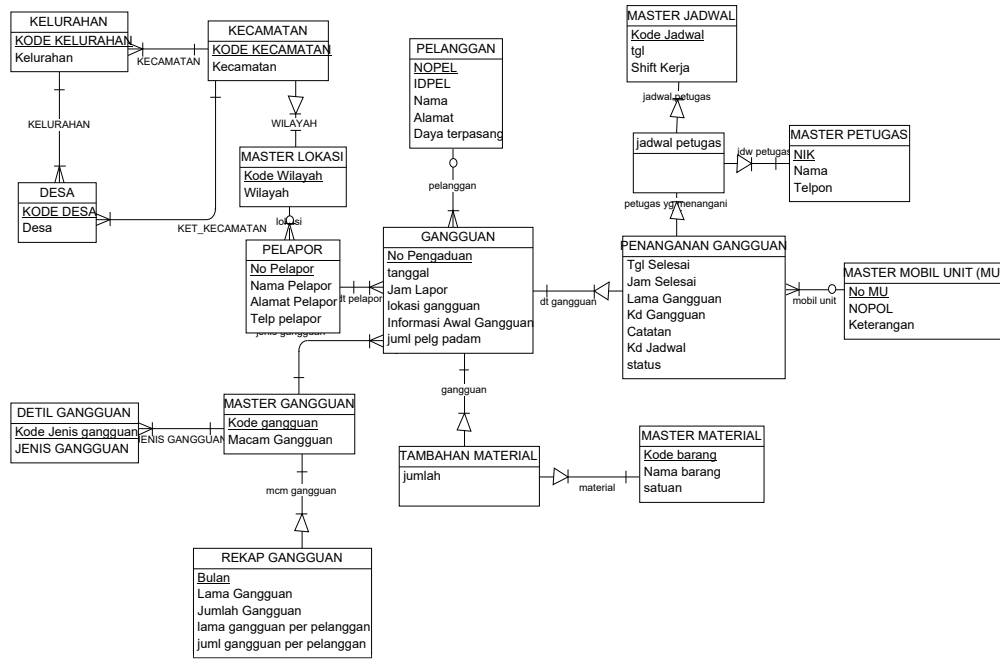 KELURAHAN
KODE KELURAHAN
Kelurahan
KECAMATAN
KECAMATAN
KODE KECAMATAN
Kecamatan
KELURAHAN
WILAYAH
DESA
KODE DESA
Desa
KET_KECAMATAN
MASTER LOKASI
Kode Wilayah
Wilayah
lokasi
PELAPOR
No Pelapor
Nama Pelapor
Alamat Pelapor
Telp pelapor
dt pelapor
jenis gangguan
PELANGGAN
NOPEL
IDPEL
Nama
Alamat
Daya terpasang
pelanggan
GANGGUAN
No Pengaduan
tanggal
Jam Lapor
lokasi gangguan
Informasi Awal Gangguan
juml pelg padam
dt gangguan
MASTER JADWAL
Kode Jadwal
tgl
Shift Kerja
jadwal petugas
jadwal petugas
jdw petugas
MASTER PETUGAS
NIK
Nama
Telpon
petugas yg menangani
PENANGANAN GANGGUAN
Tgl Selesai
Jam Selesai
Lama Gangguan
Kd Gangguan
Catatan
Kd Jadwal
status
mobil unit
MASTER MOBIL UNIT (MU
No MU
NOPOL
Keterangan
DETIL GANGGUAN
Kode Jenis gangguan
JENIS GANGGUAN
JENIS GANGGUAN
MASTER GANGGUAN
Kode gangguan
Macam Gangguan
gangguan
TAMBAHAN MATERIAL
jumlah
material
MASTER MATERIAL
Kode barang
Nama barang
satuan
mcm gangguan
REKAP GANGGUAN
Bulan
Lama Gangguan
Jumlah Gangguan
lama gangguan per pelanggan
juml gangguan per pelanggan